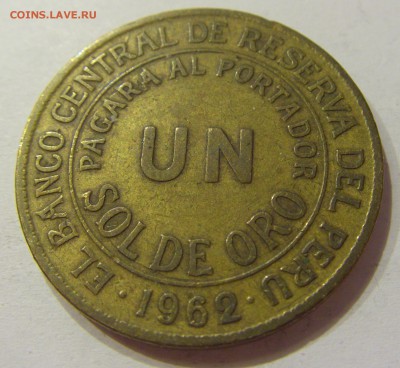 COINS.LAVE.RU
EL BANCO CENTRAL DE RESERVA DEL PERU
PAGARA AL PORTADOR
UN
SOL DE ORO
· 1962 ·